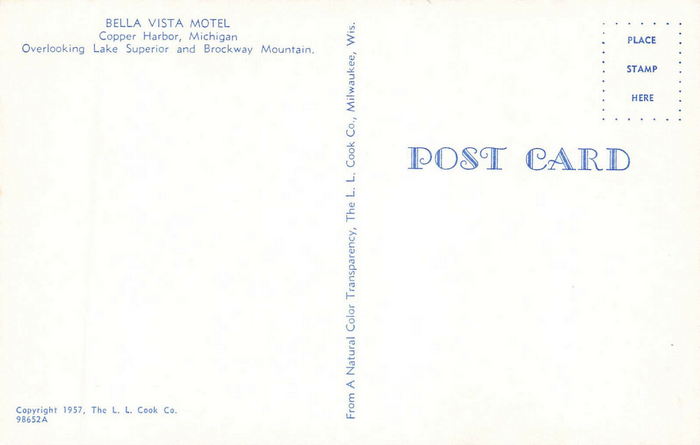 BELLA VISTA MOTEL
Copper Harbor, Michigan
Overlooking Lake Superior and Brockway Mountain.
Copyright 1957, The L. L. Cook Co.
98652A
From A Natural Color Transparency, The L. L. Cook Co., Milwaukee, Wis.
PLACE
STAMP
HERE
POST CARD